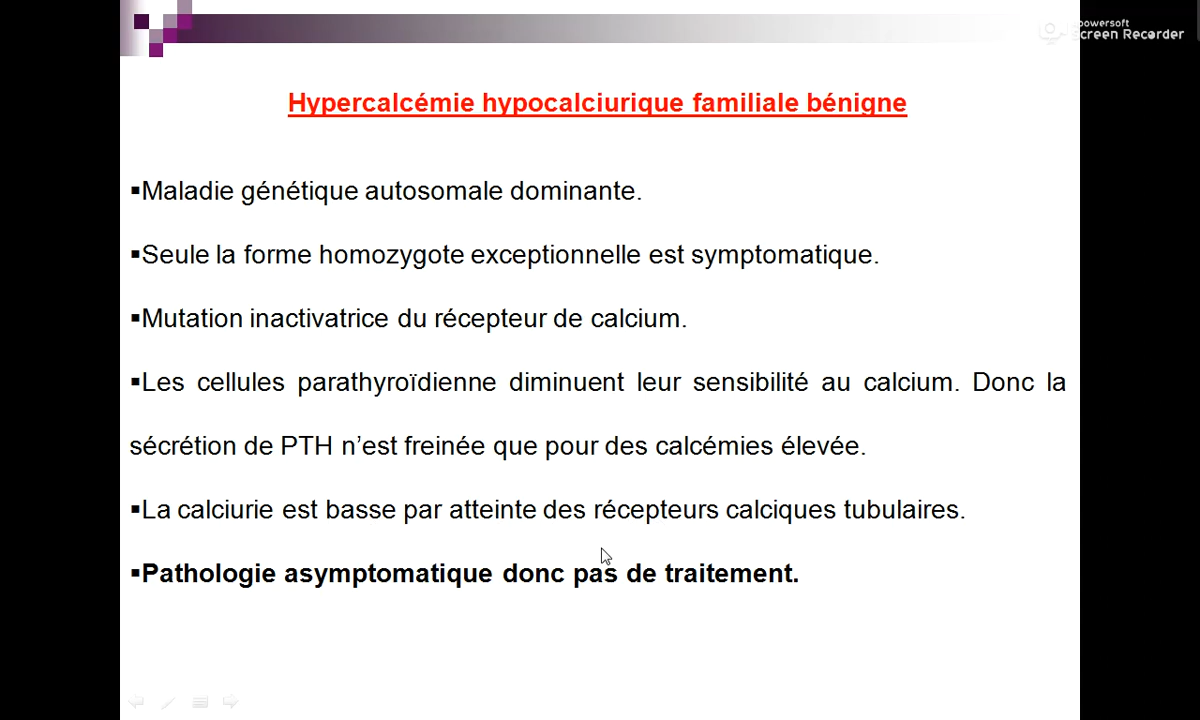 Apowersoft
Screen Recorder
Hypercalcémie hypocalciurique familiale bénigne
▪Maladie génétique autosomale dominante.
▪Seule la forme homozygote exceptionnelle est symptomatique.
▪Mutation inactivatrice du récepteur de calcium.
▪Les cellules parathyroïdienne diminuent leur sensibilité au calcium. Donc la
sécrétion de PTH n’est freinée que pour des calcémies élevée.
▪La calciurie est basse par atteinte des récepteurs calciques tubulaires.
▪Pathologie asymptomatique donc pas de traitement.